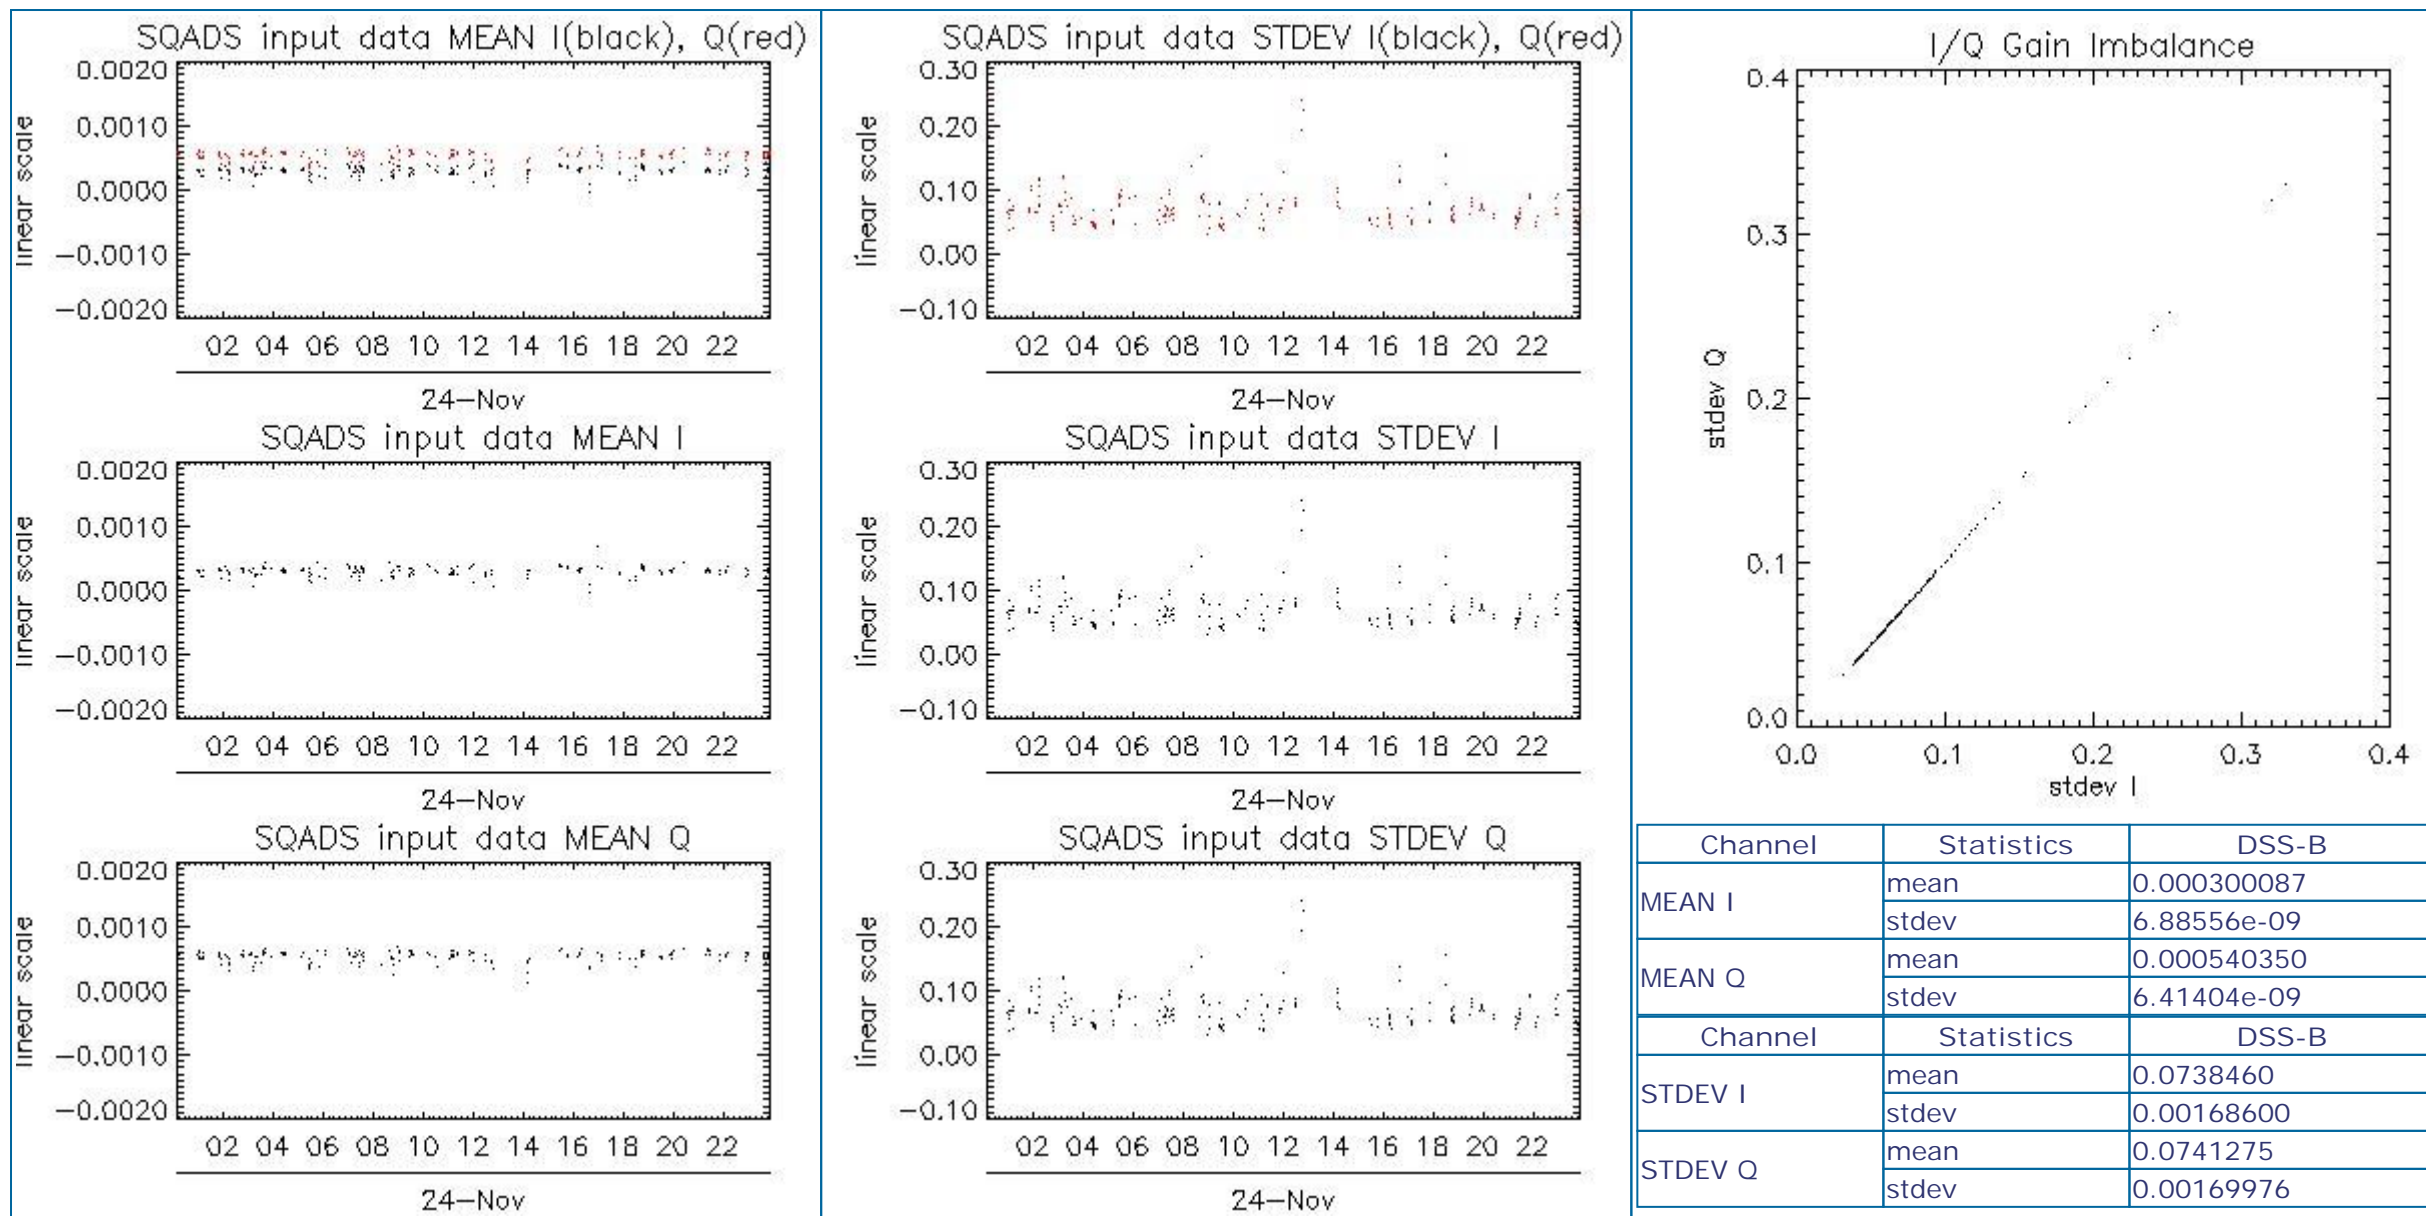 SQADS input data MEAN I(black), Q(red)
0.0020
0.0010
0.0000
−0.0010
−0.0020
linear scale
02 04 06 08 10 12 14 16 18 20 22
24−Nov
SQADS input data MEAN I
0.0020
0.0010
0.0000
−0.0010
−0.0020
linear scale
02 04 06 08 10 12 14 16 18 20 22
24−Nov
SQADS input data MEAN Q
0.0020
0.0010
0.0000
−0.0010
−0.0020
linear scale
02 04 06 08 10 12 14 16 18 20 22
24−Nov
SQADS input data STDEV I(black), Q(red)
0.30
0.20
0.10
0.00
−0.10
linear scale
02 04 06 08 10 12 14 16 18 20 22
24−Nov
SQADS input data STDEV I
0.30
0.20
0.10
0.00
−0.10
linear scale
02 04 06 08 10 12 14 16 18 20 22
24−Nov
SQADS input data STDEV Q
0.30
0.20
0.10
0.00
−0.10
linear scale
02 04 06 08 10 12 14 16 18 20 22
24−Nov
I/Q Gain Imbalance
0.4
0.3
0.2
0.1
0.0
stdev Q
0.0 0.1 0.2 0.3 0.4
stdev I
Channel Statistics DSS-B
MEAN I mean 0.000300087
stdev 6.88556e-09
MEAN Q mean 0.000540350
stdev 6.41404e-09
Channel Statistics DSS-B
STDEV I mean 0.0738460
stdev 0.00168600
STDEV Q mean 0.0741275
stdev 0.00169976